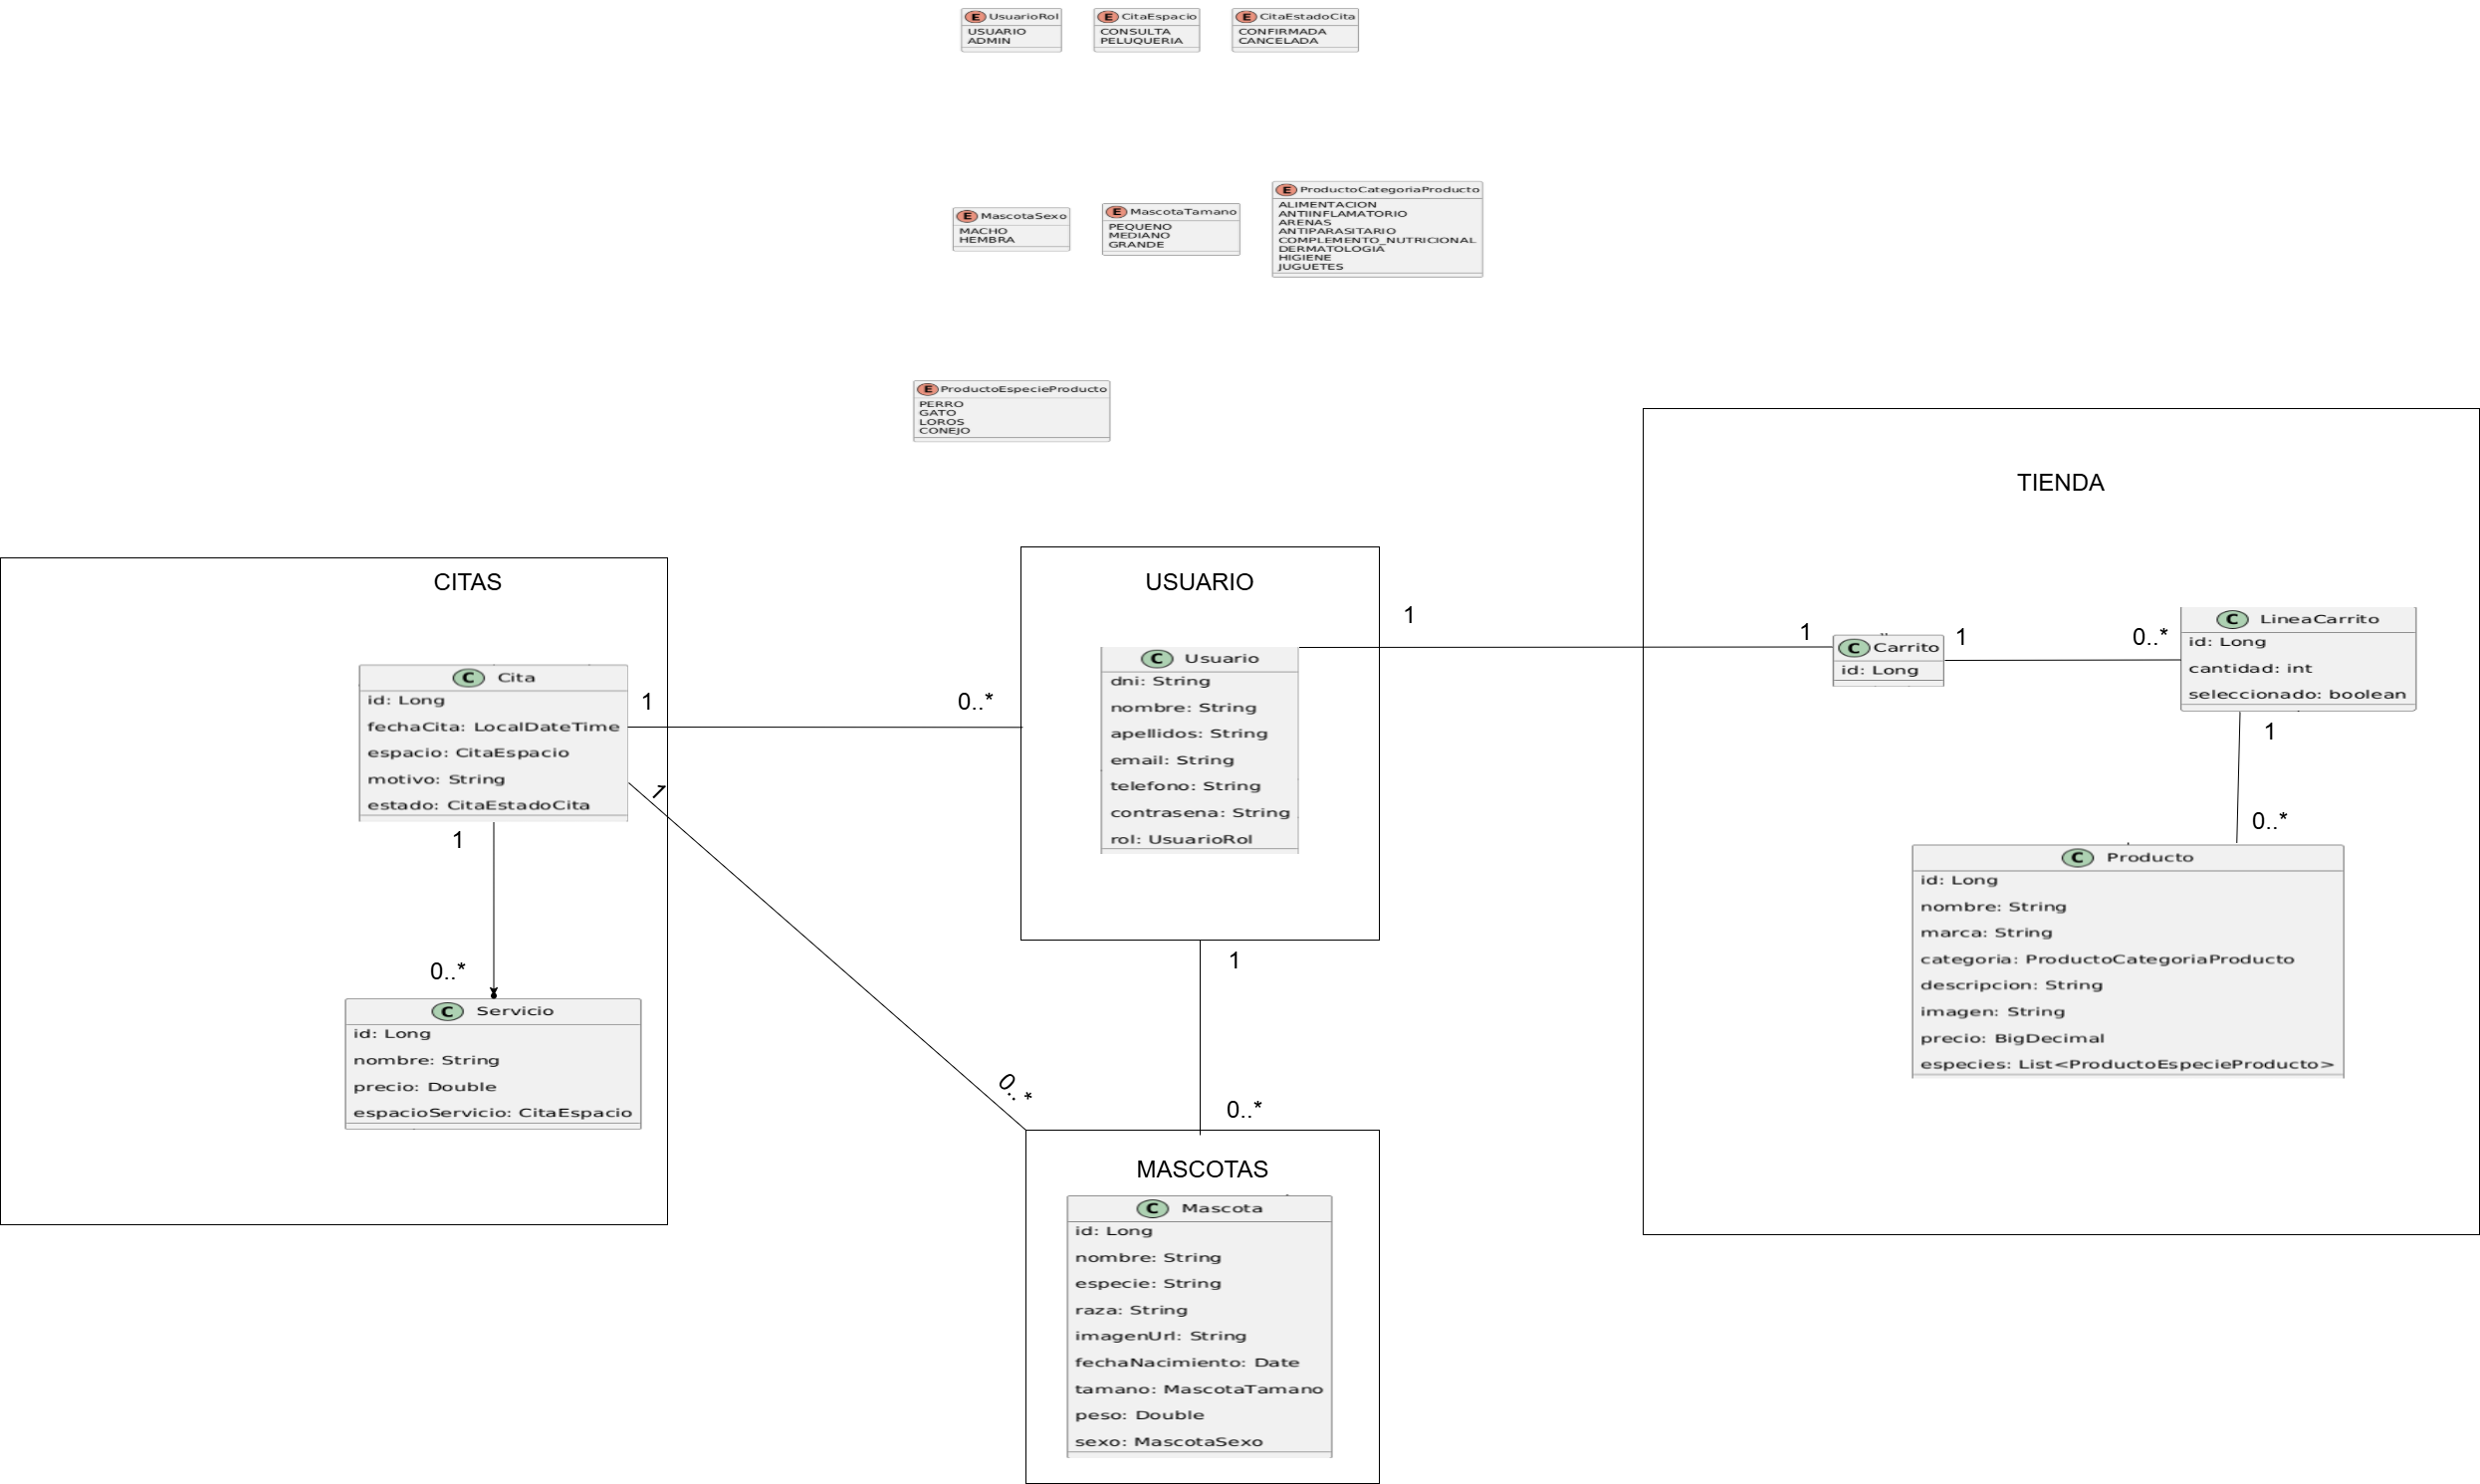 UsuarioRol
USUARIO
ADMIN
CitaEspacio
CONSULTA
PELUQUERIA
CitaEstadoCita
CONFIRMADA
CANCELADA
MascotaSexo
MACHO
HEMBRA
MascotaTamano
PEQUENO
MEDIANO
GRANDE
ProductoCategoriaProducto
ALIMENTACION
ANTIINFLAMATORIO
ARENAS
ANTIPARASITARIO
COMPLEMENTO_NUTRICIONAL
DERMATOLOGIA
HIGIENE
JUGUETES
ProductoEspecieProducto
PERRO
GATO
LOROS
CONEJO
CITAS
Cita
id: Long
fechaCita: LocalDateTime
espacio: CitaEspacio
motivo: String
estado: CitaEstadoCita
1
0..*
1
0..*
1
0..*
Servicio
id: Long
nombre: String
precio: Double
espacioServicio: CitaEspacio
USUARIO
Usuario
dni: String
nombre: String
apellidos: String
email: String
telefono: String
contrasena: String
rol: UsuarioRol
1
1
1
0..*
MASCOTAS
Mascota
id: Long
nombre: String
especie: String
raza: String
imagenUrl: String
fechaNacimiento: Date
tamano: MascotaTamano
peso: Double
sexo: MascotaSexo
TIENDA
Carrito
id: Long
1
0..*
LineaCarrito
id: Long
cantidad: int
seleccionado: boolean
1
0..*
Producto
id: Long
nombre: String
marca: String
categoria: ProductoCategoriaProducto
descripcion: String
imagen: String
precio: BigDecimal
especies: List<ProductoEspecieProducto>